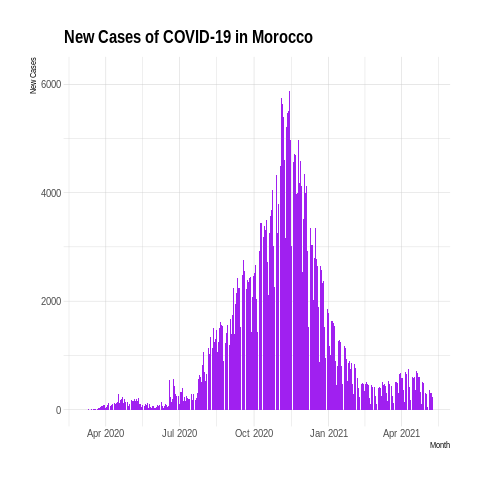 New Cases of COVID-19 in Morocco
New Cases
6000
4000
2000
0
Apr 2020 Jul 2020 Oct 2020 Jan 2021 Apr 2021
Month